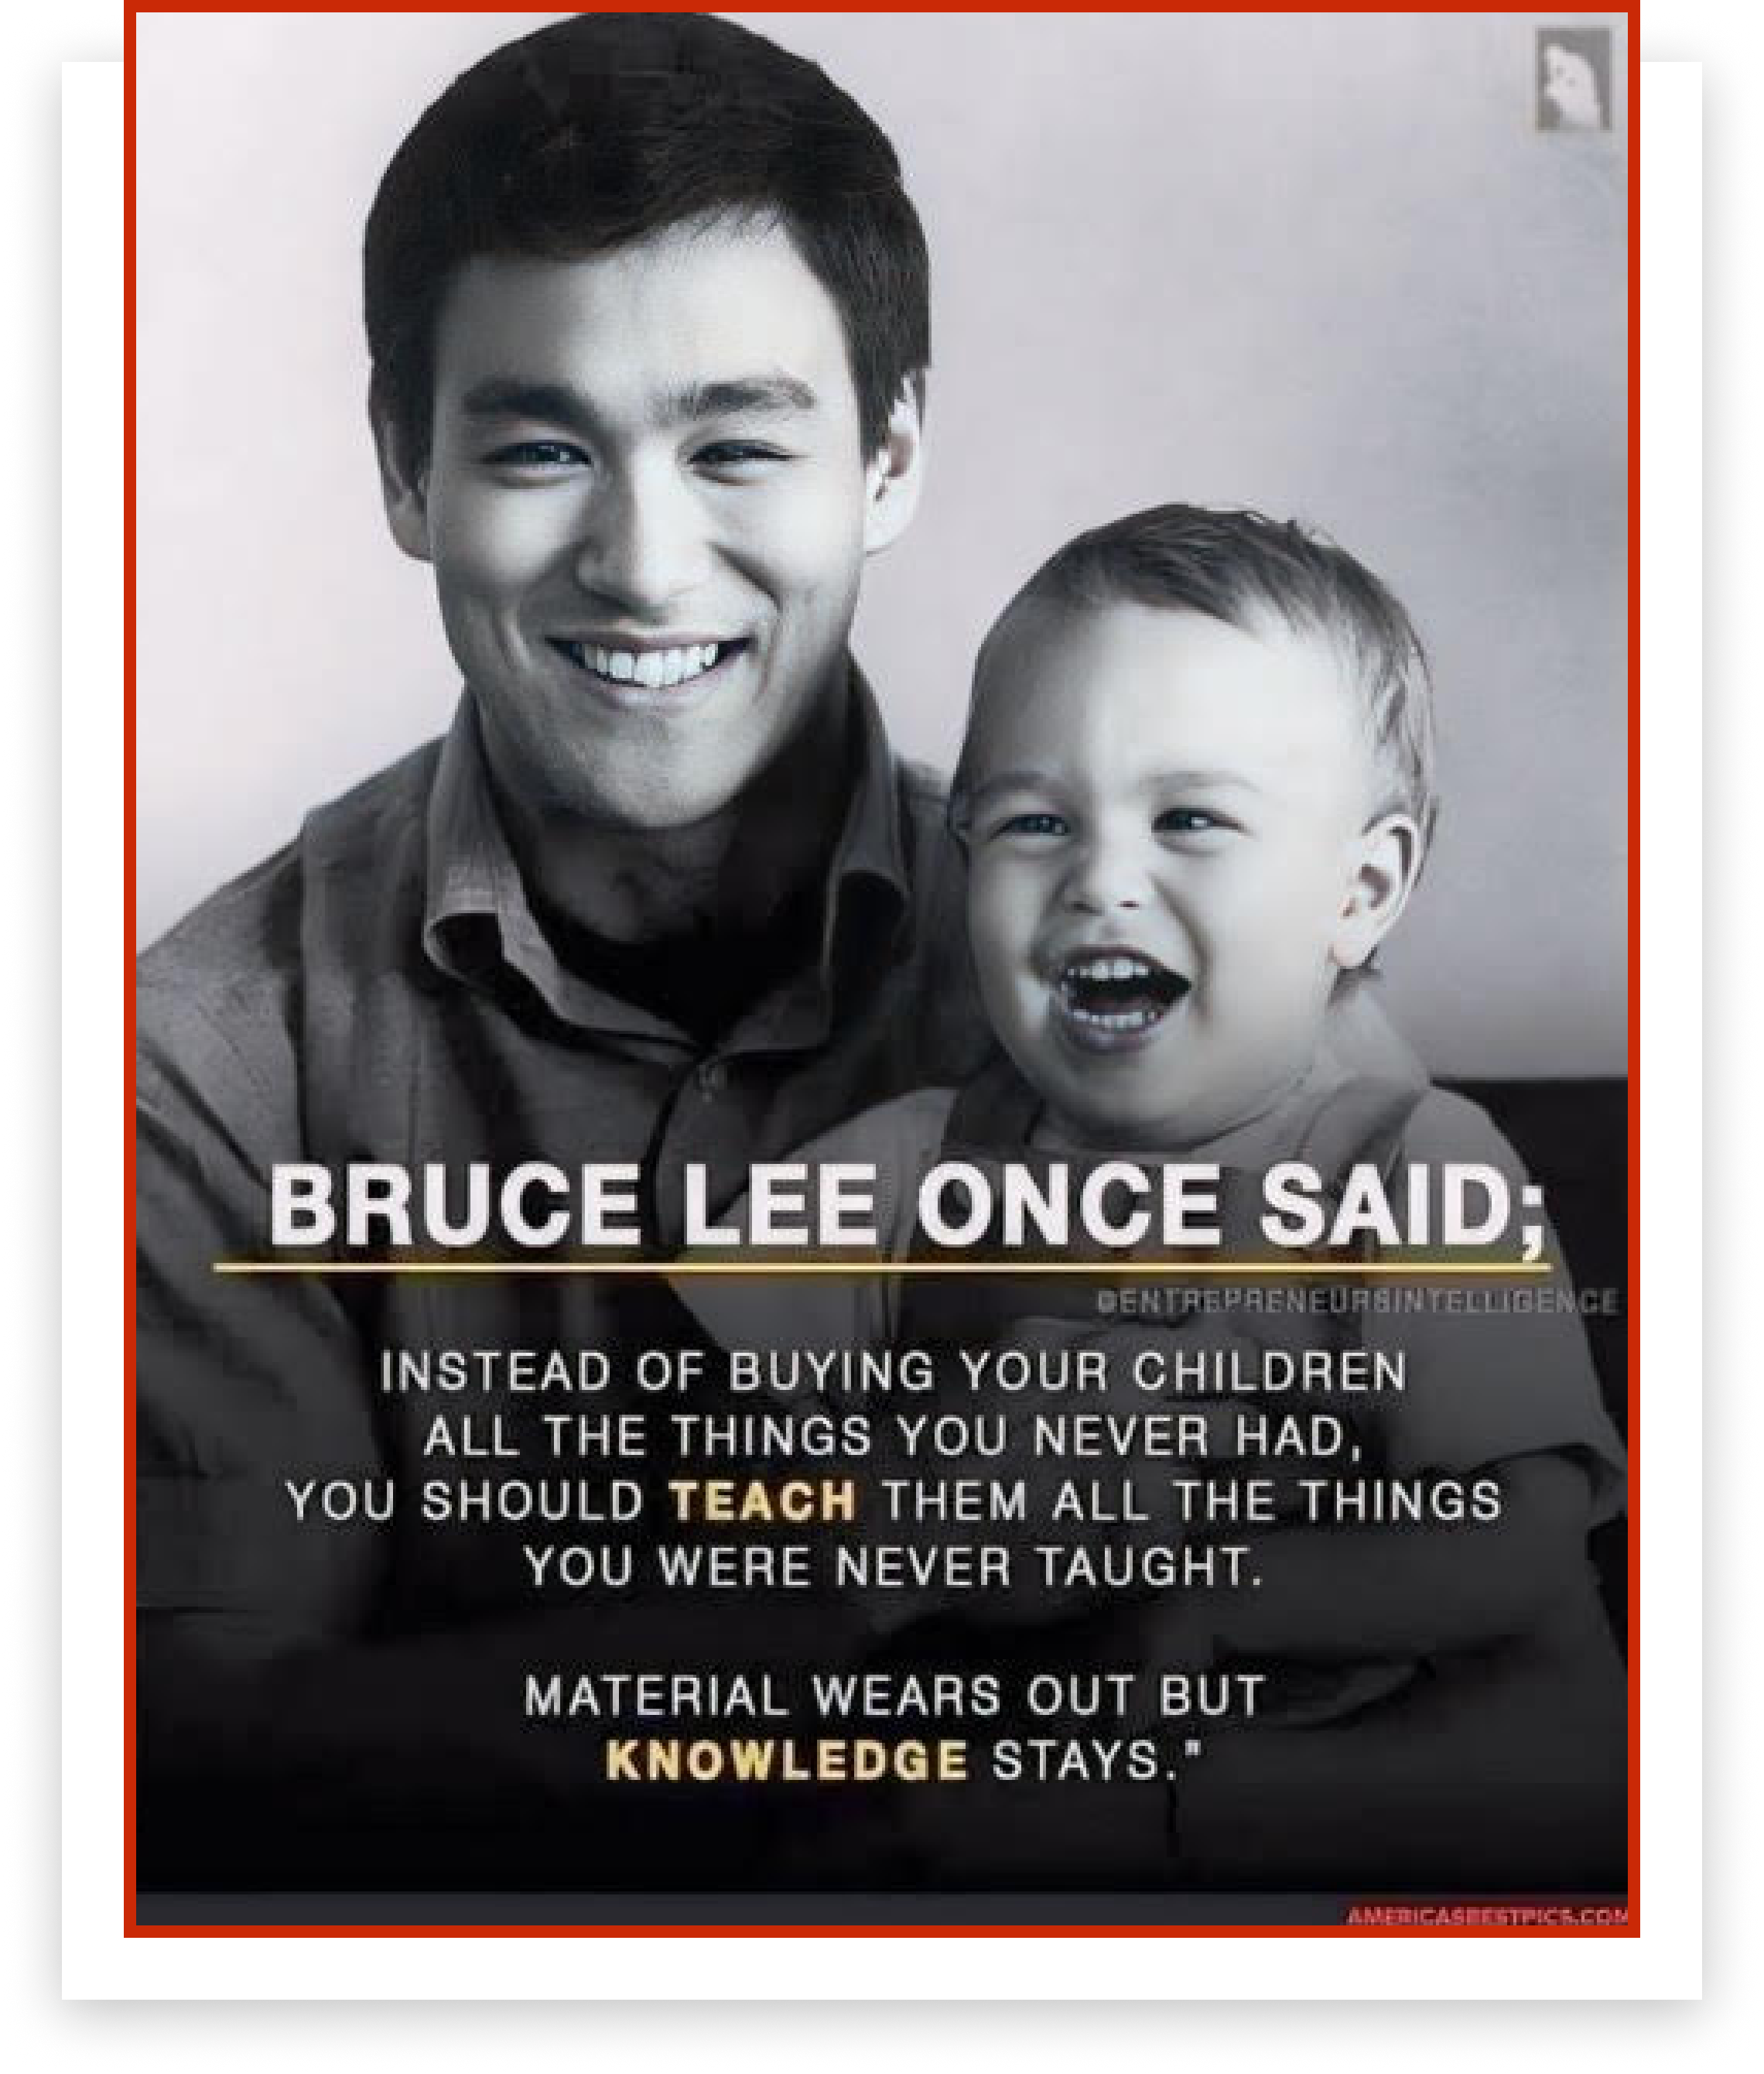 BRUCE LEE ONCE SAID;
@ENTREPRENEURSINTELLIGENCE
INSTEAD OF BUYING YOUR CHILDREN
ALL THE THINGS YOU NEVER HAD,
YOU SHOULD TEACH THEM ALL THE THINGS
YOU WERE NEVER TAUGHT.
MATERIAL WEARS OUT BUT
KNOWLEDGE STAYS."
AMERICASBESTPICS.COM